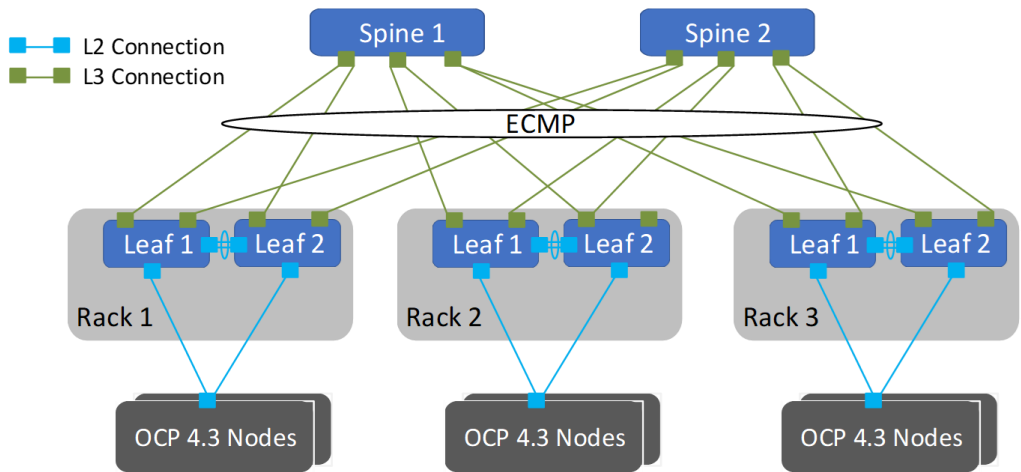 Spine 1
Spine 2
L2 Connection
L3 Connection
ECMP
Leaf 1
Leaf 2
Leaf 1
Leaf 2
Leaf 1
Leaf 2
Rack 1
Rack 2
Rack 3
OCP 4.3 Nodes
OCP 4.3 Nodes
OCP 4.3 Nodes